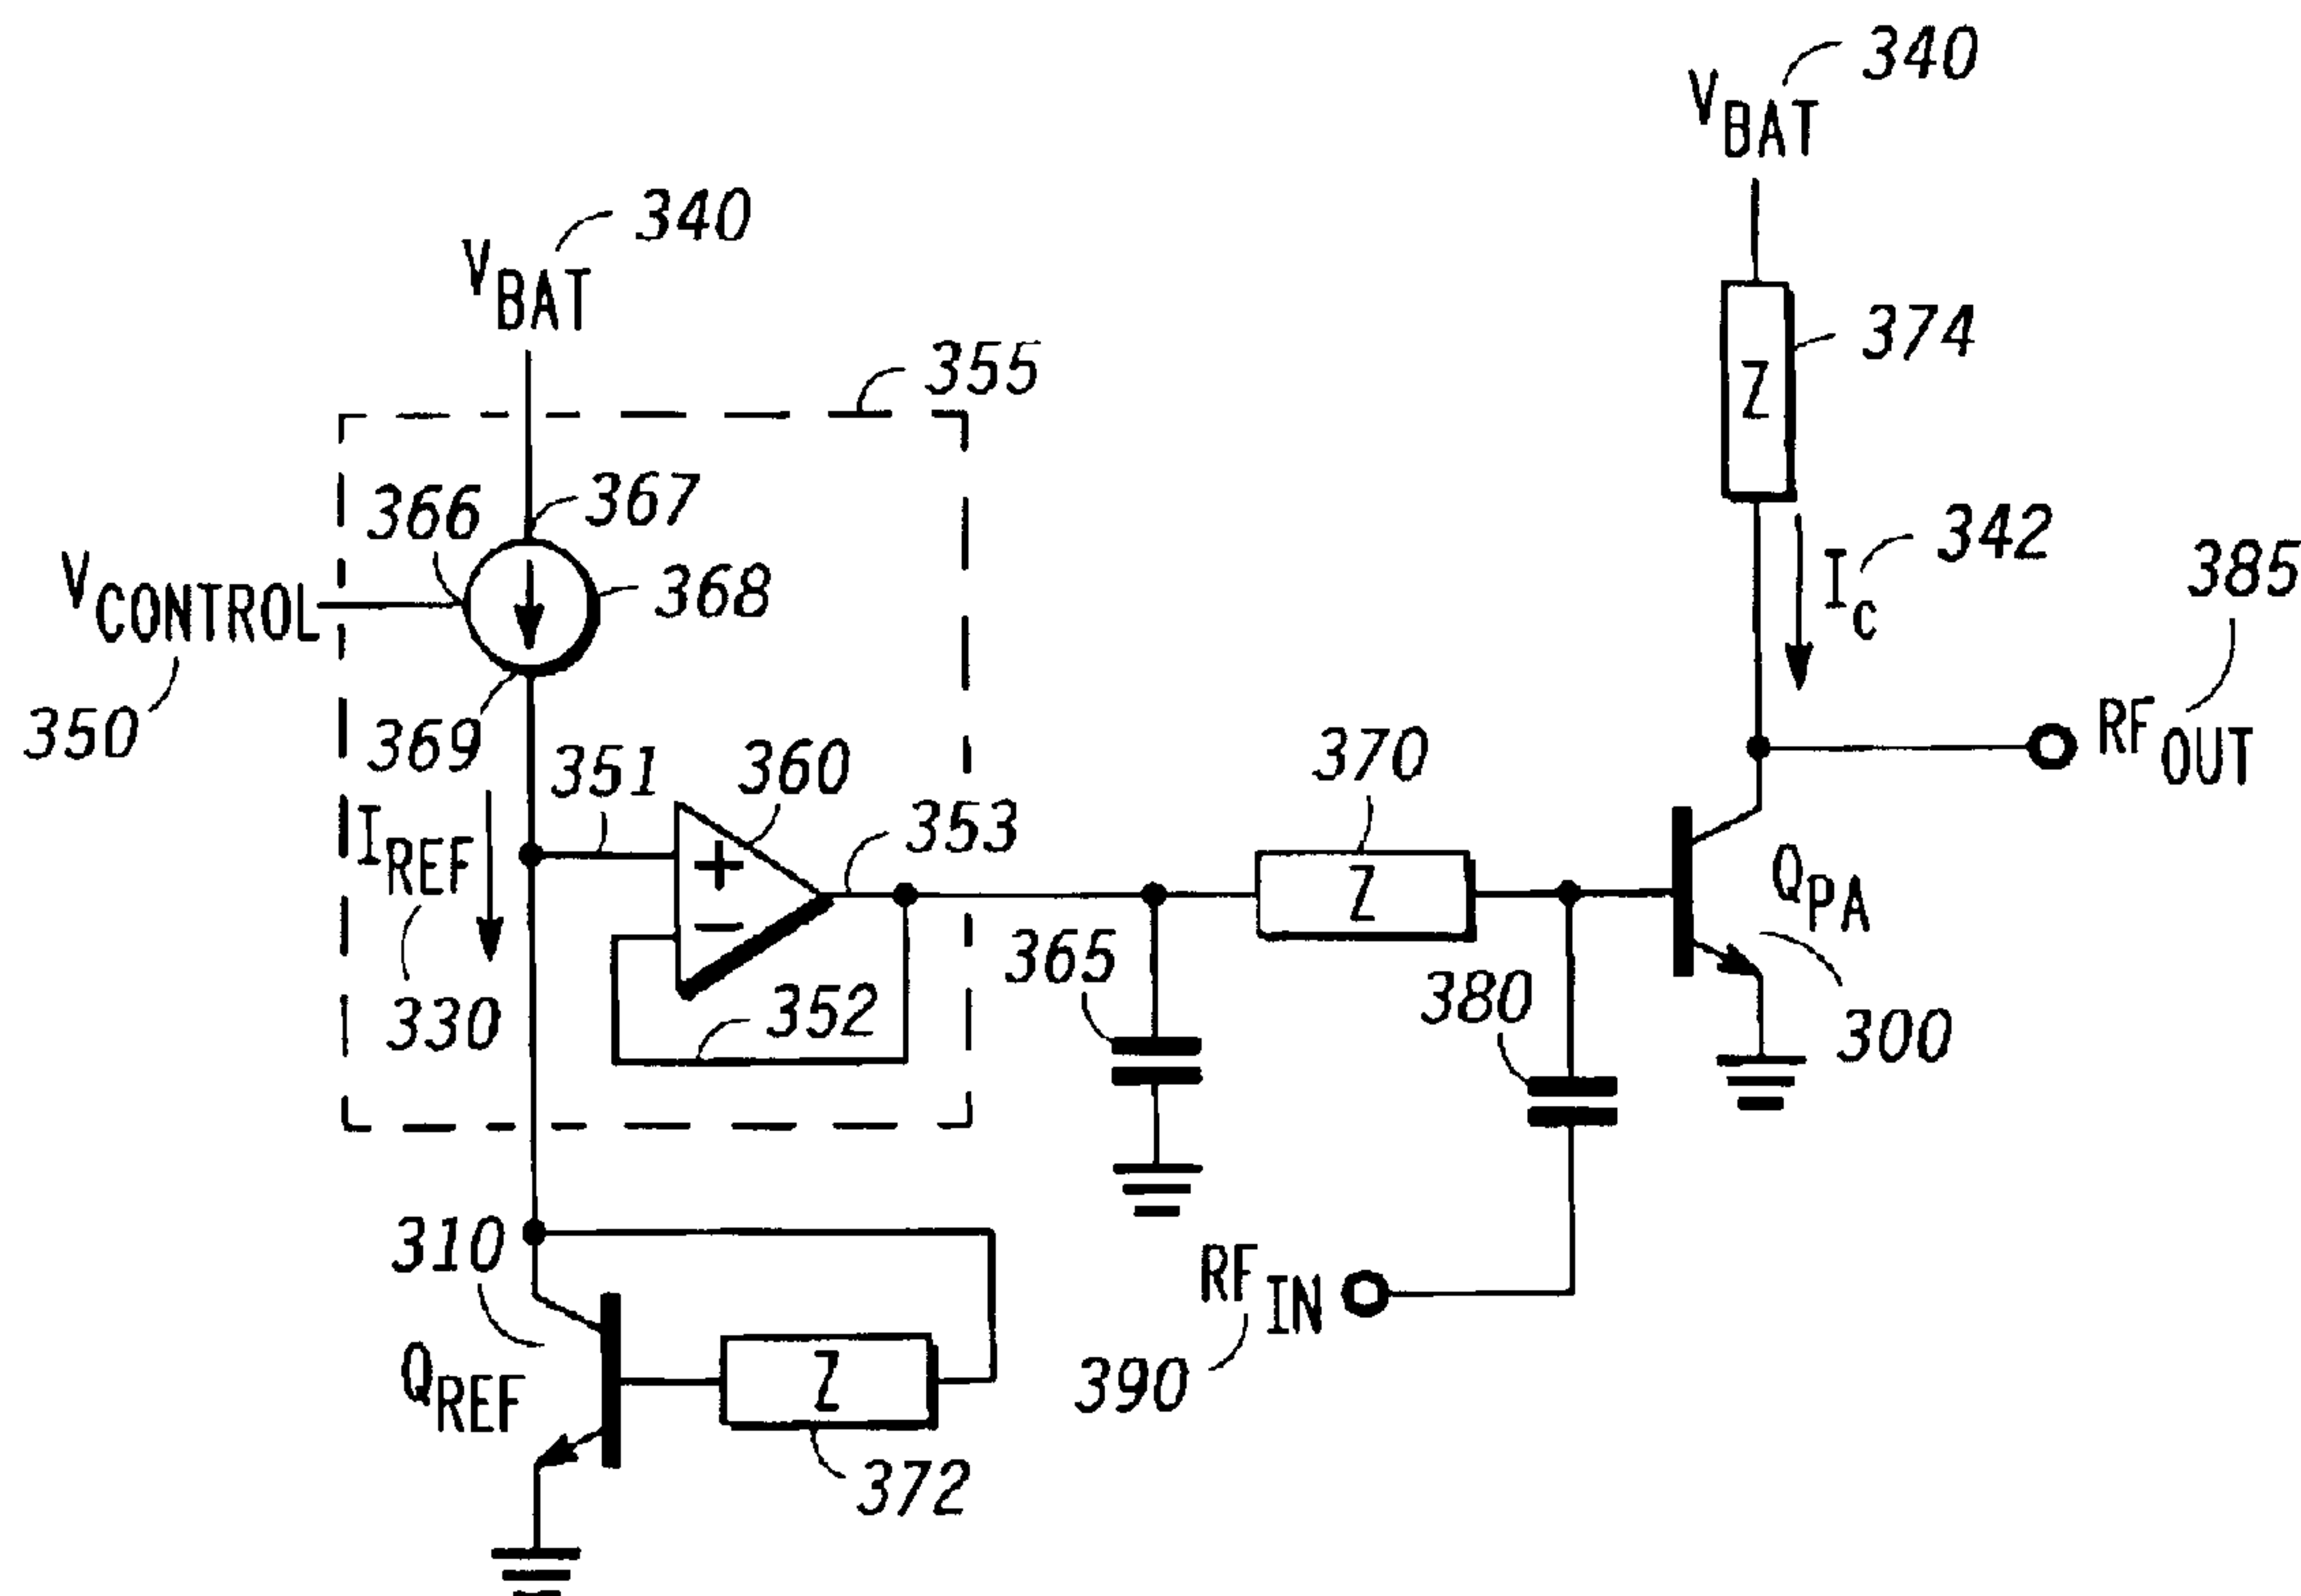 340
VBAT
340
VBAT
355
374
Z
366
367
368
VCONTROL
350
342
IC
385
369
351
360
353
370
RFOUT
IREF
+
−
Z
QPA
365
352
380
330
300
310
RFIN
390
QREF
Z
372